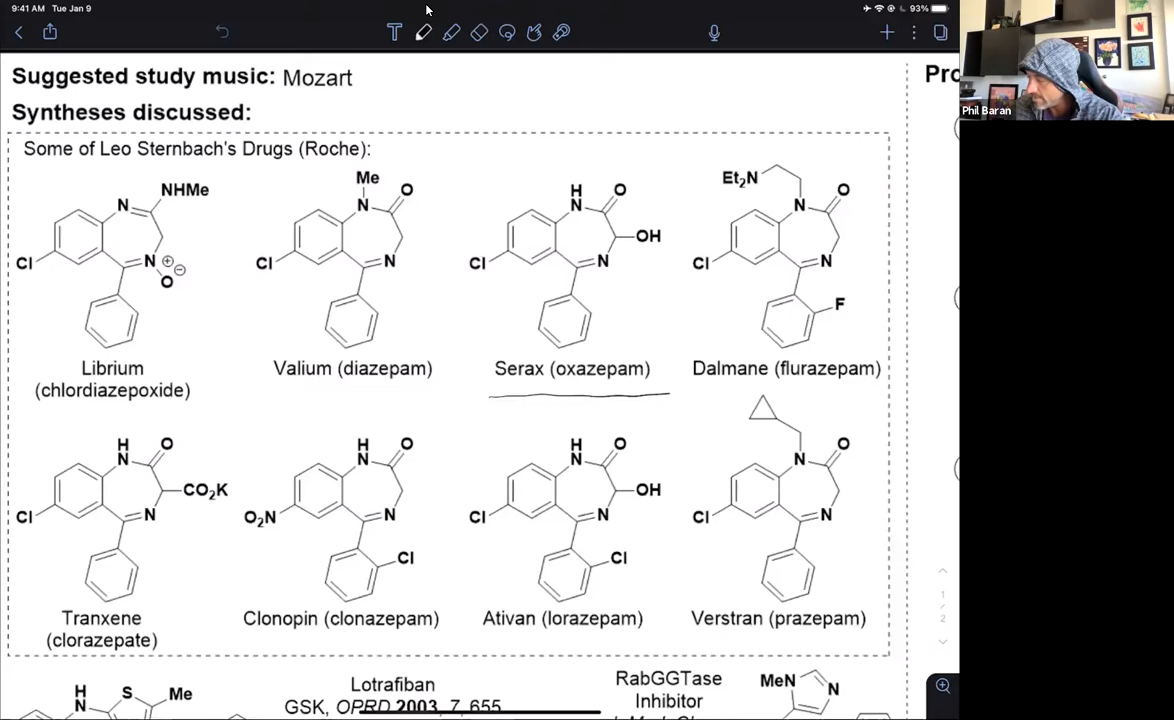 9:41 AM Tue Jan 9
93%
Suggested study music: Mozart
Pro
Syntheses discussed:
Phil Baran
Some of Leo Sternbach's Drugs (Roche):
N NHMe Cl N ⊕ ⊖ O
Me N O Cl N
H N O OH Cl N
Et₂N N O Cl N F
Librium
(chlordiazepoxide)
Valium (diazepam)
Serax (oxazepam)
Dalmane (flurazepam)
H N O CO₂K Cl N
H N O O₂N N Cl
H N O OH Cl N Cl
N O Cl N
Tranxene
(clorazepate)
Clonopin (clonazepam)
Ativan (lorazepam)
Verstran (prazepam)
1
/
2
H N S Me
Lotrafiban
GSK, OPRD 2003, 7, 655
RabGGTase
Inhibitor
MeN N